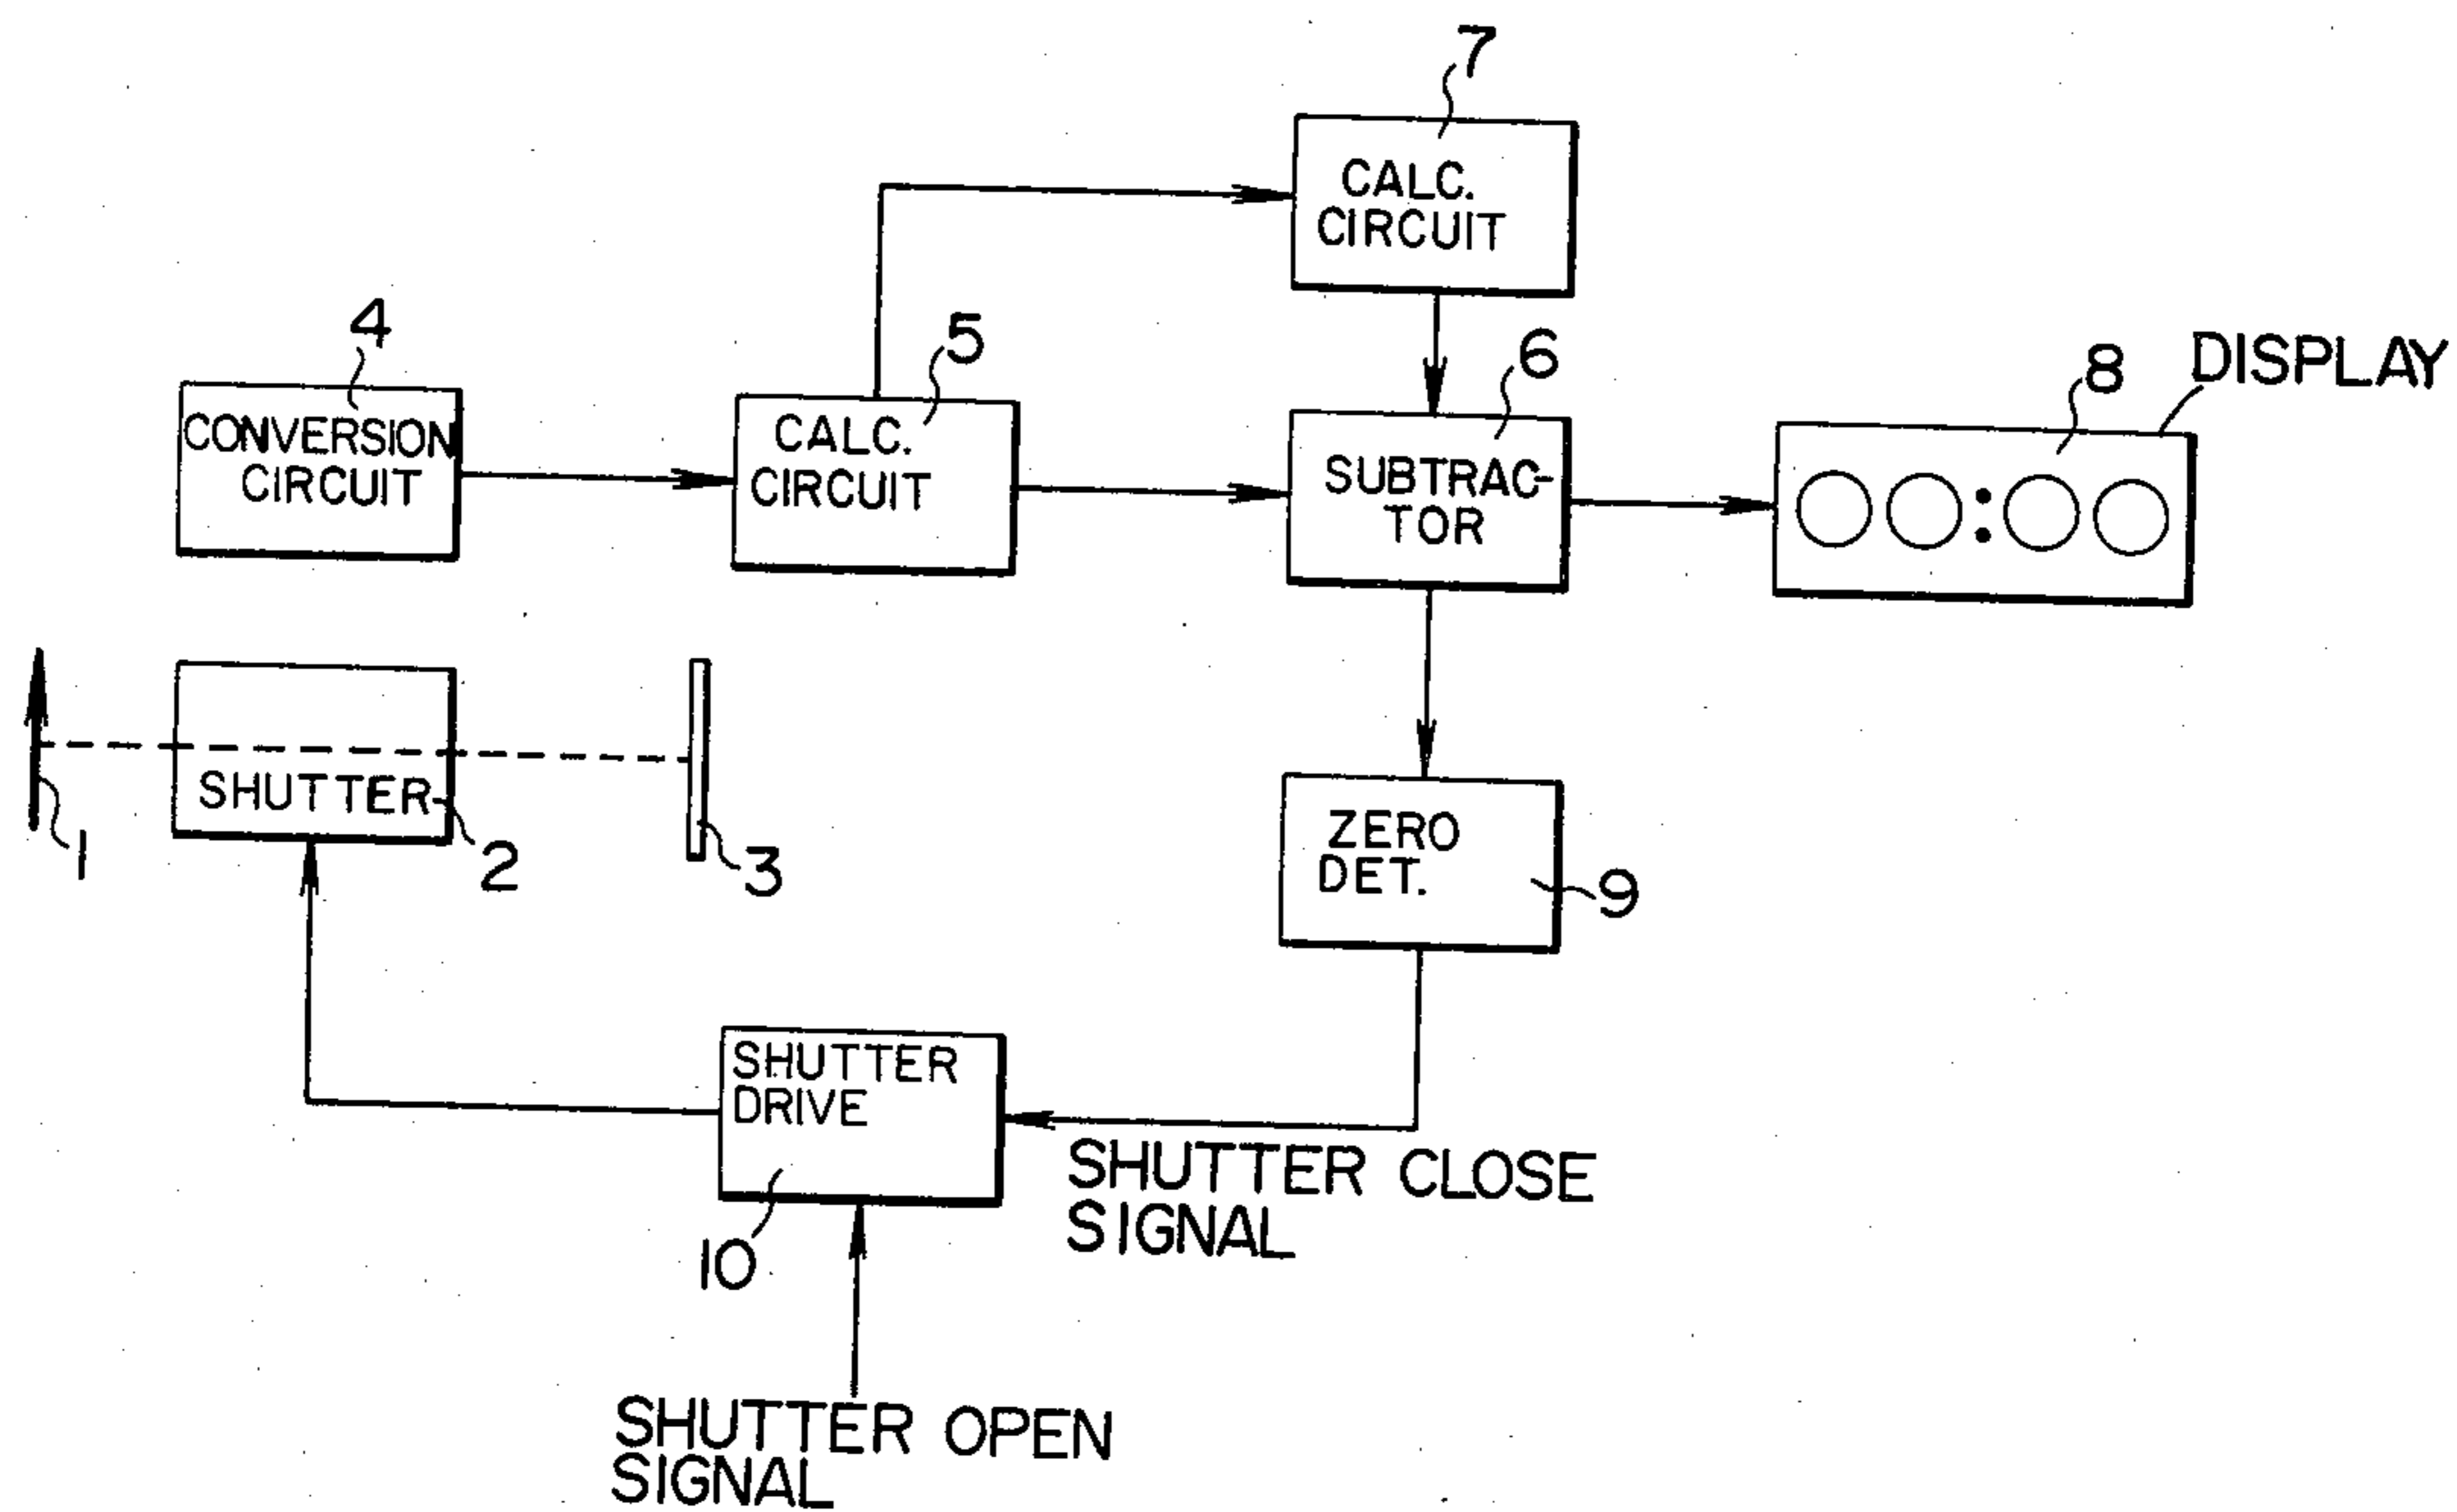 7
CALC.
CIRCUIT
4
5
6
8
DISPLAY
CONVERSION
CIRCUIT
CALC.
CIRCUIT
SUBTRAC-
TOR
SHUTTER
1
2
3
ZERO
DET.
9
SHUTTER
DRIVE
10
SHUTTER CLOSE
SIGNAL
SHUTTER OPEN
SIGNAL